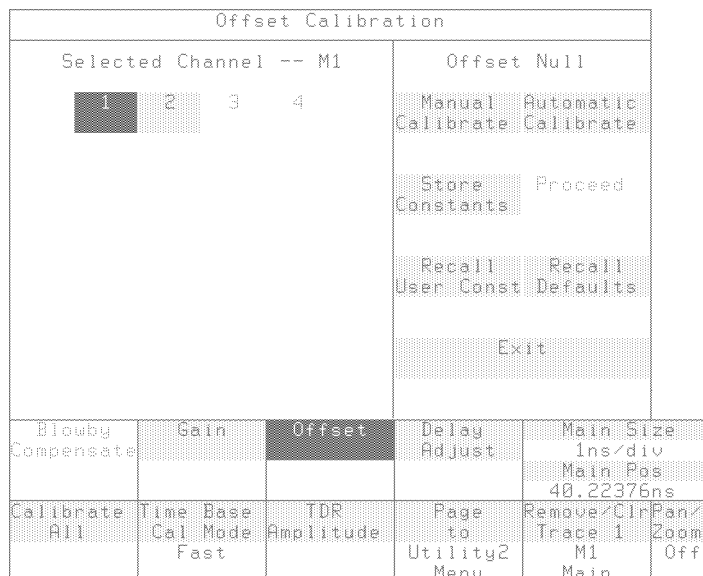 Offset Calibration
Selected Channel -- M1
Offset Null
1 2 3 4
Manual Calibrate
Automatic Calibrate
Store Constants
Proceed
Recall User Const
Recall Defaults
Exit
Blowby Compensate
Gain
Offset
Delay Adjust
Main Size
1ns/div
Main Pos
40.22376ns
Calibrate All
Time Base Cal Mode
Fast
TDR Amplitude
Page to Utility2 Menu
Remove/Clr Trace 1
M1
Main
Pan/ Zoom
Off